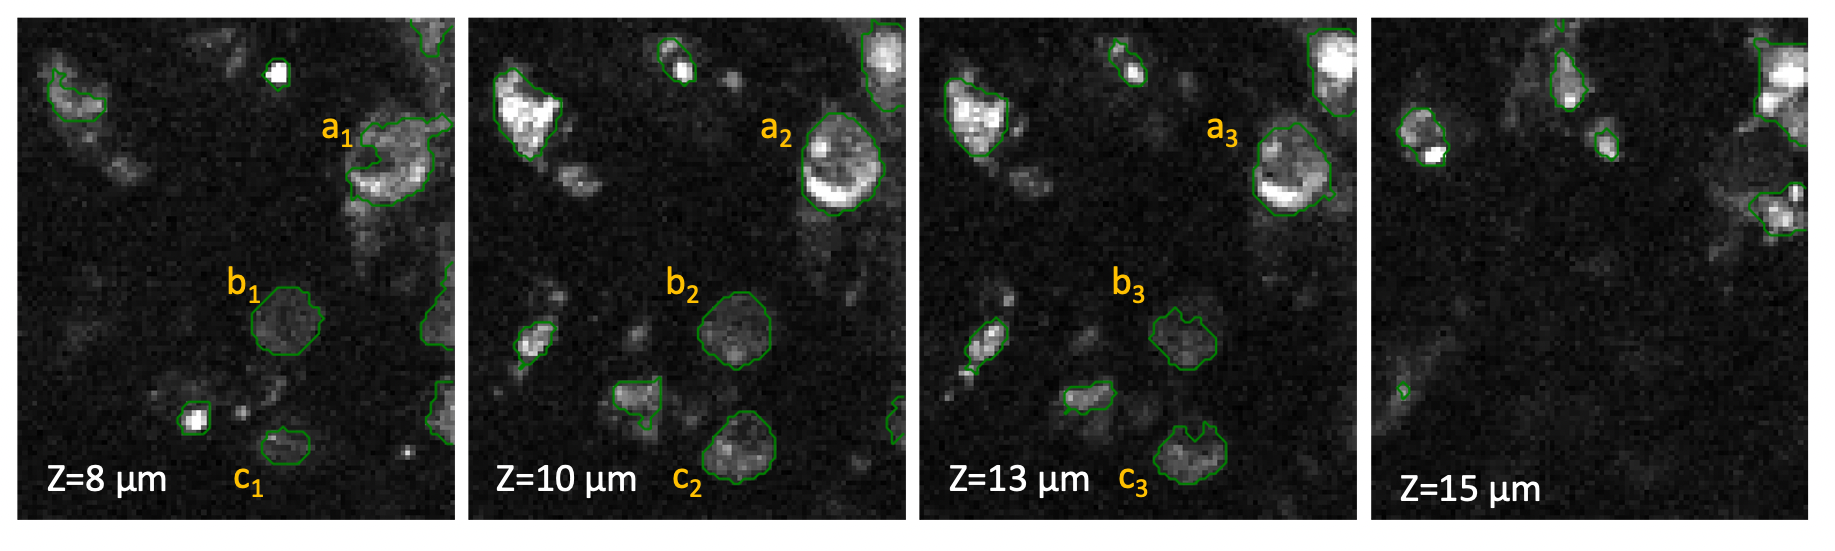 a₁
b₁
c₁
Z=8 µm
a₂
b₂
c₂
Z=10 µm
a₃
b₃
c₃
Z=13 µm
Z=15 µm